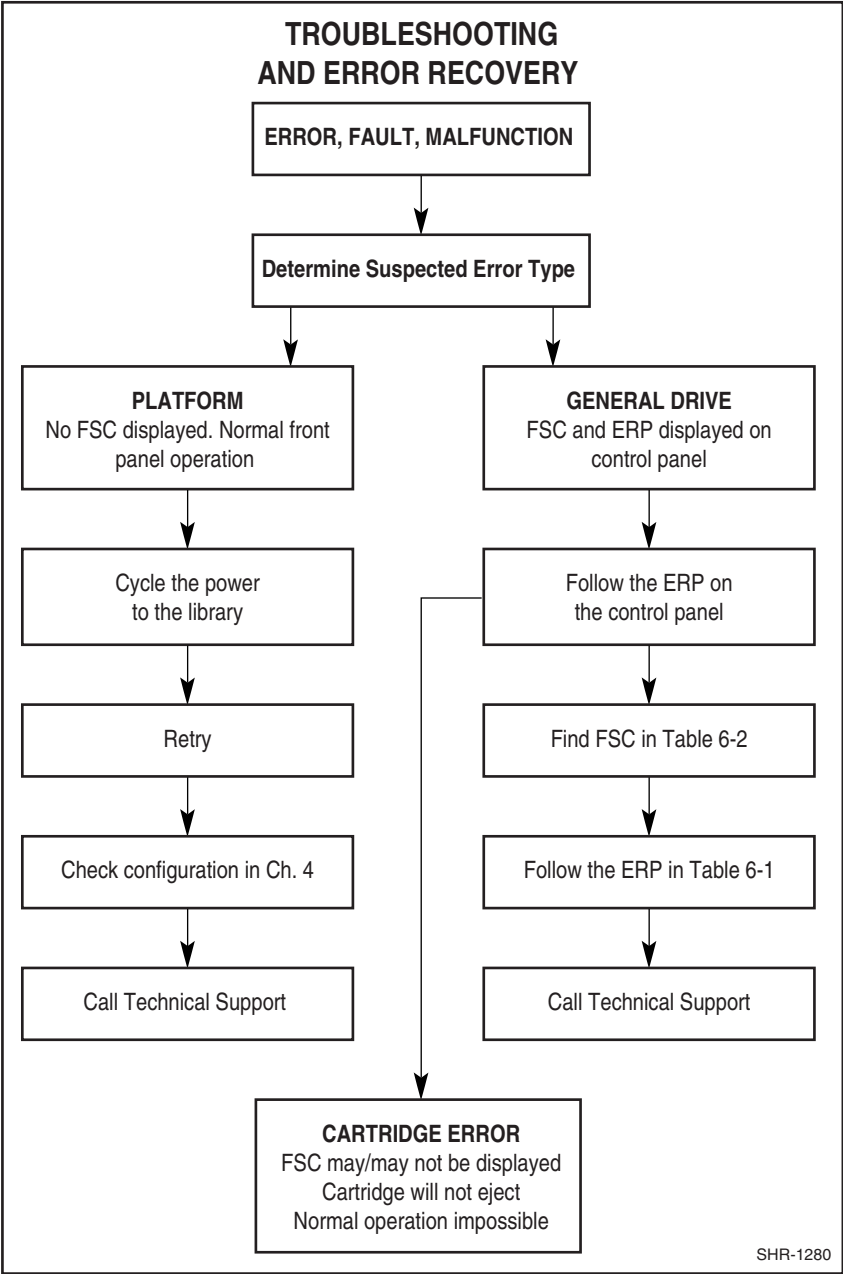 TROUBLESHOOTING
AND ERROR RECOVERY
ERROR, FAULT, MALFUNCTION
Determine Suspected Error Type
PLATFORM
No FSC displayed. Normal front
panel operation
GENERAL DRIVE
FSC and ERP displayed on
control panel
Cycle the power
to the library
Follow the ERP on
the control panel
Retry
Find FSC in Table 6-2
Check configuration in Ch. 4
Follow the ERP in Table 6-1
Call Technical Support
Call Technical Support
CARTRIDGE ERROR
FSC may/may not be displayed
Cartridge will not eject
Normal operation impossible
SHR-1280